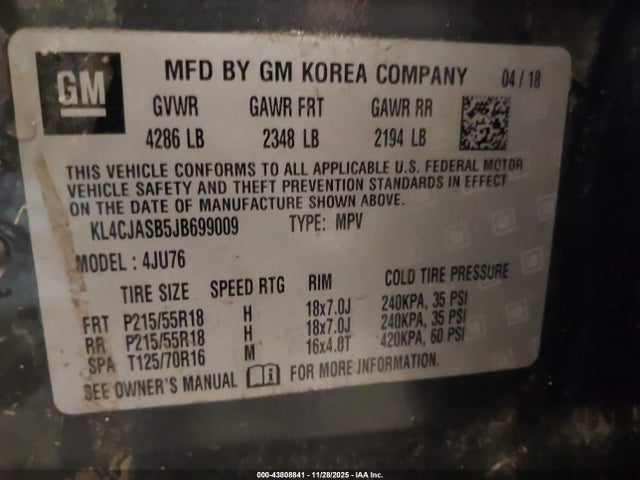 GM
MFD BY GM KOREA COMPANY 04 / 18
GVWR GAWR FRT GAWR RR
4286 LB 2348 LB 2194 LB
THIS VEHICLE CONFORMS TO ALL APPLICABLE U.S. FEDERAL MOTOR
VEHICLE SAFETY AND THEFT PREVENTION STANDARDS IN EFFECT
ON THE DATE OF MANUFACTURE SHOWN ABOVE.
KL4CJASB5JB699009 TYPE: MPV
MODEL : 4JU76
TIRE SIZE SPEED RTG RIM COLD TIRE PRESSURE
FRT P215/55R18 H 18x7.0J 240KPA, 35 PSI
RR P215/55R18 H 18x7.0J 240KPA, 35 PSI
SPA T125/70R16 M 16x4.0T 420KPA, 60 PSI
SEE OWNER'S MANUAL FOR MORE INFORMATION.
000-43808841 - 11/28/2025 - IAA Inc.